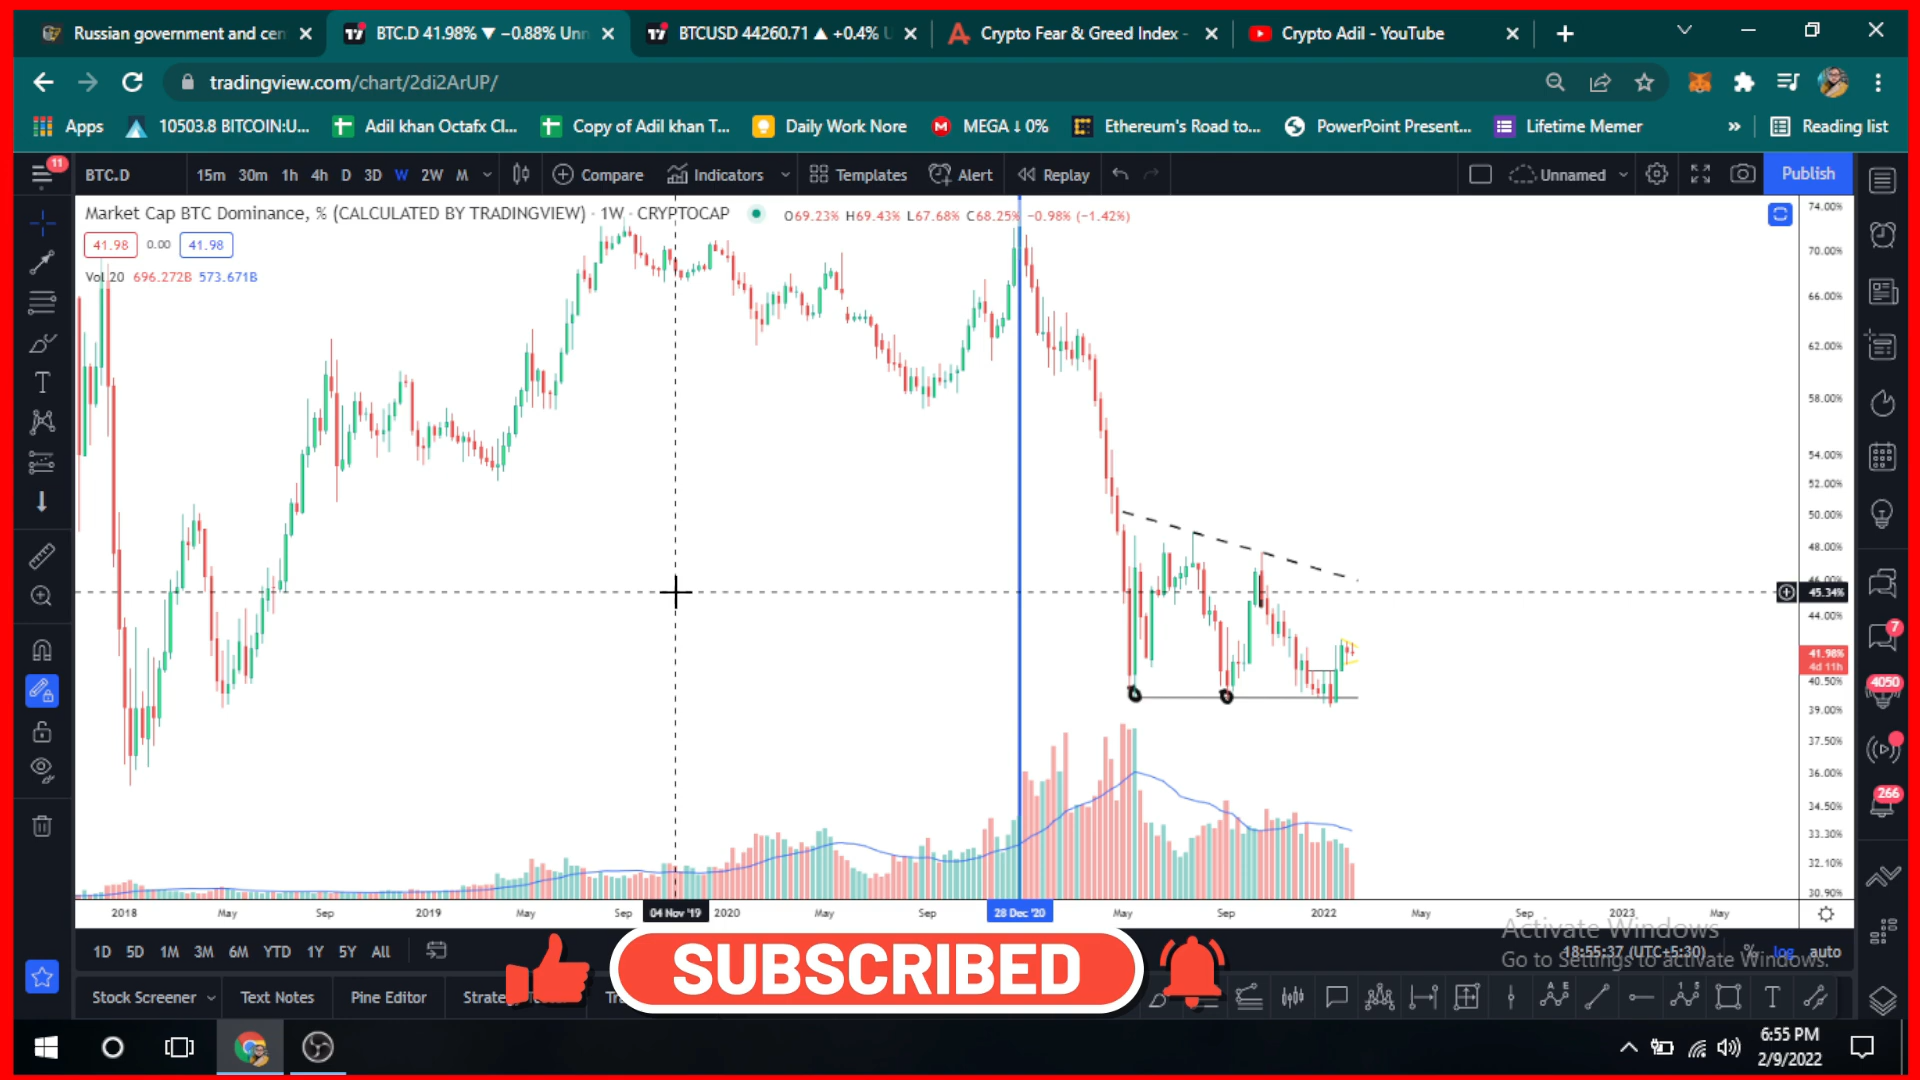 Russian government and cen
BTC.D 41.98% ▼ −0.88% Unn
BTCUSD 44260.71 ▲ +0.4% U
Crypto Fear & Greed Index -
Crypto Adil - YouTube
tradingview.com/chart/2di2ArUP/
Apps
10503.8 BITCOIN:U...
Adil khan Octafx Cl...
Copy of Adil khan T...
Daily Work Nore
MEGA ↓ 0%
Ethereum's Road to...
PowerPoint Present...
Lifetime Memer
»
Reading list
11
BTC.D
15m 30m 1h 4h D 3D W 2W M
Compare
Indicators
Templates
Alert
Replay
Unnamed
Publish
Market Cap BTC Dominance, % (CALCULATED BY TRADINGVIEW) · 1W · CRYPTOCAP
O69.23% H69.43% L67.68% C68.25% −0.98% (−1.42%)
41.98 0.00 41.98
Vol 20 696.272B 573.671B
74.00%
70.00%
66.00%
62.00%
58.00%
54.00%
52.00%
50.00%
48.00%
46.00%
45.34%
44.00%
41.98%
4d 11h
40.50%
39.00%
37.50%
36.00%
34.50%
33.30%
32.10%
30.90%
7
4050
266
2018 May Sep 2019 May Sep 04 Nov '19 2020 May Sep 28 Dec '20 May Sep 2022 May Sep 2023 May
Activate Windows
Go to Settings to activate Windows.
1D 5D 1M 3M 6M YTD 1Y 5Y All
18:55:37 (UTC+5:30) % log auto
SUBSCRIBED
Stock Screener
Text Notes
Pine Editor
6:55 PM
2/9/2022